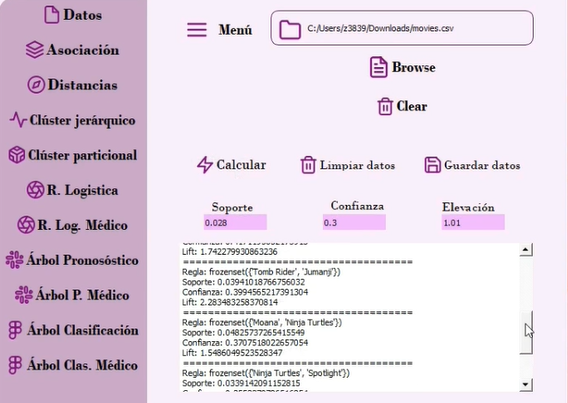 Datos
Asociación
Distancias
Clúster jerárquico
Clúster particional
R. Logistica
R. Log. Médico
Árbol Pronosóstico
Árbol P. Médico
Árbol Clasificación
Árbol Clas. Médico
Menú
C:/Users/z3839/Downloads/movies.csv
Browse
Clear
Calcular Limpiar datos Guardar datos
Soporte Confianza Elevación
0.028 0.3 1.01
Lift: 1.742279930863236
========================================
Regla: frozenset({'Tomb Rider', 'Jumanji'})
Soporte: 0.03941018766756032
Confianza: 0.3994565217391304
Lift: 2.283483258370814
========================================
Regla: frozenset({'Moana', 'Ninja Turtles'})
Soporte: 0.04825737265415549
Confianza: 0.3707518022657054
Lift: 1.5486049523528347
========================================
Regla: frozenset({'Ninja Turtles', 'Spotlight'})
Soporte: 0.0339142091152815